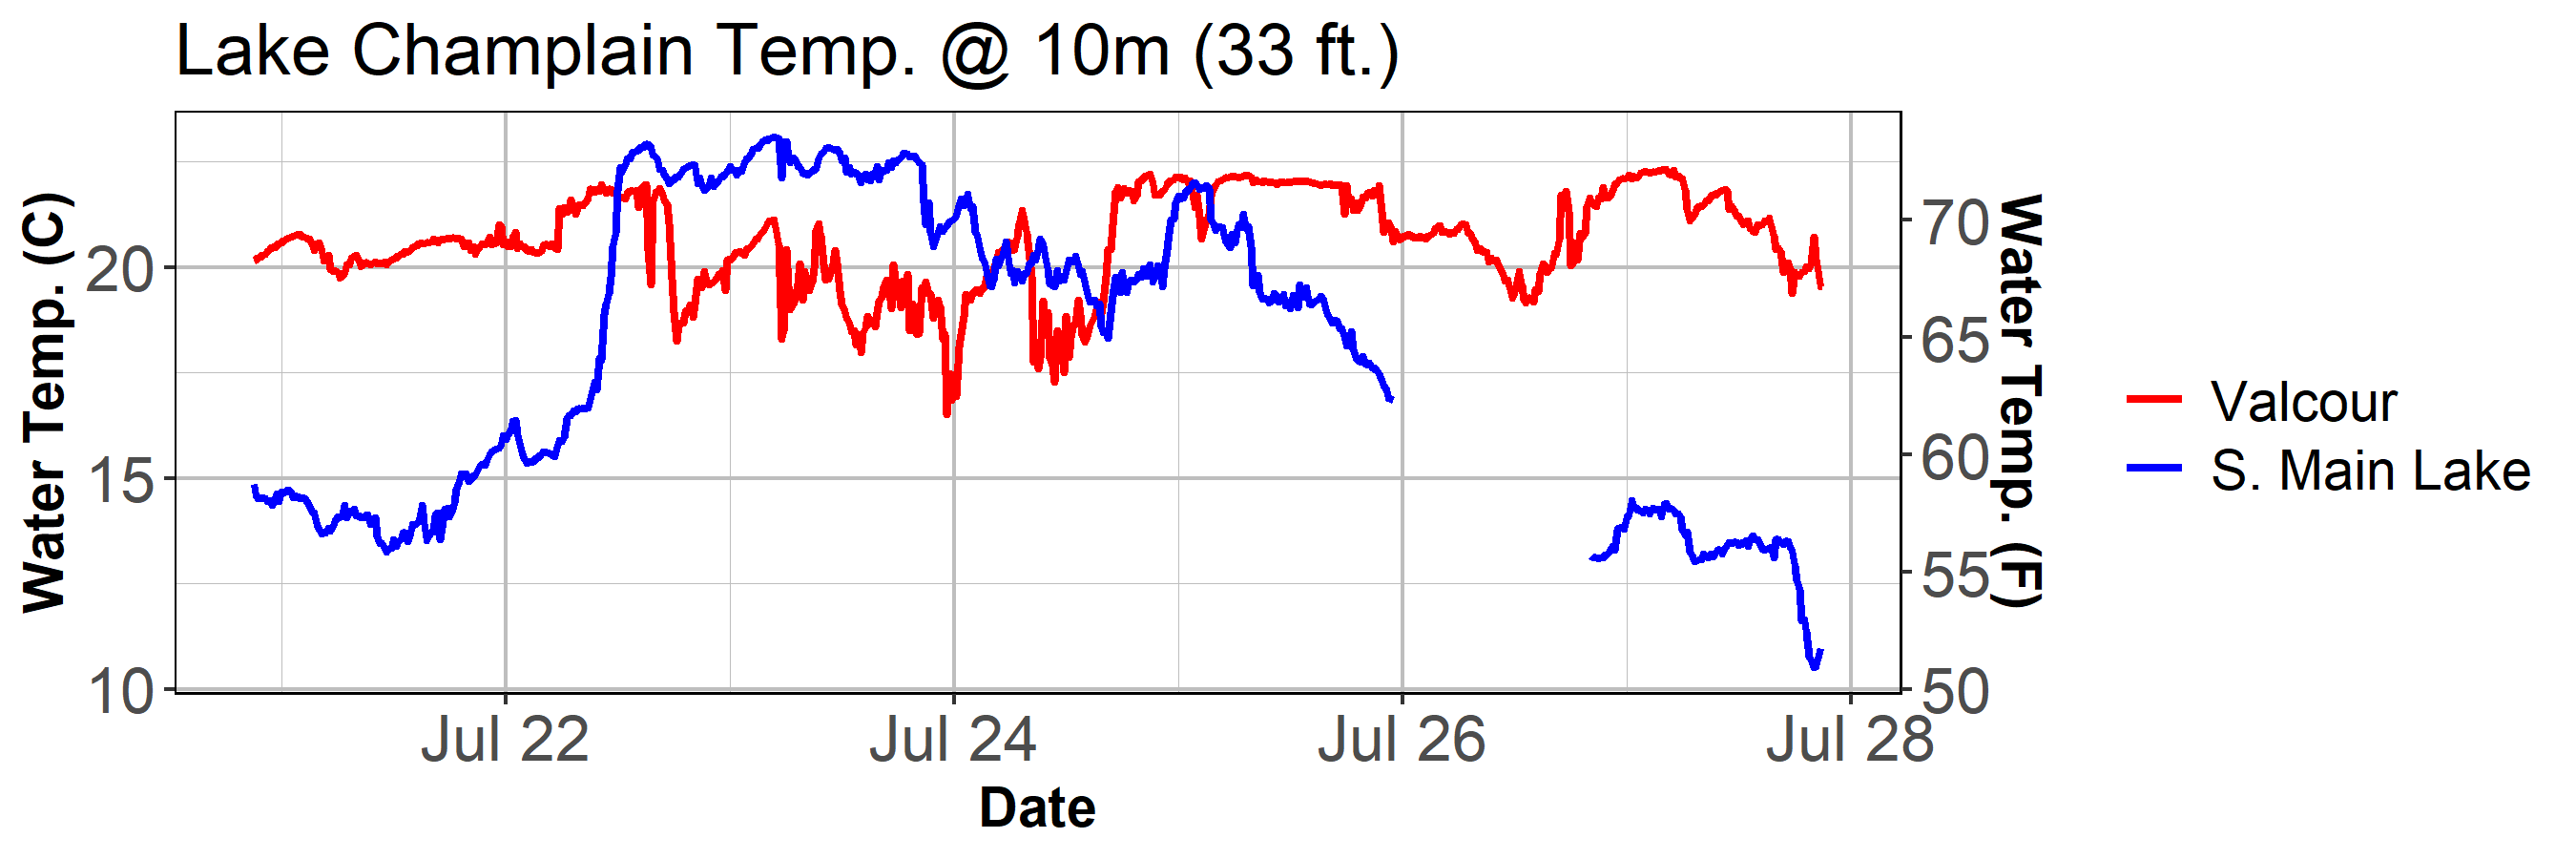 Lake Champlain Temp. @ 10m (33 ft.)
Water Temp. (C)
20
15
10
70
65
60
55
50
Water Temp. (F)
Valcour
S. Main Lake
Jul 22 Jul 24 Jul 26 Jul 28
Date